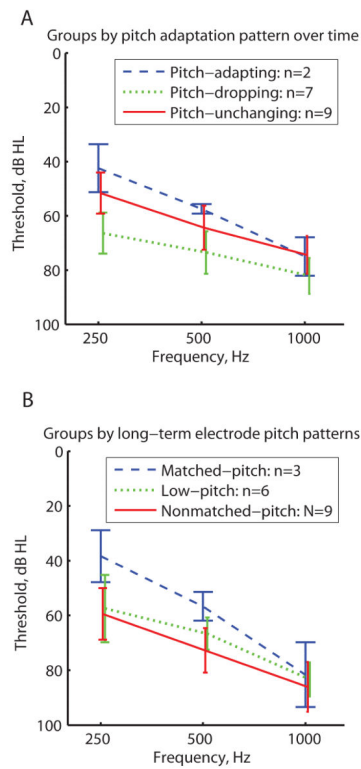 A
Groups by pitch adaptation pattern over time
0
20
40
60
80
100
Threshold, dB HL
Pitch−adapting: n=2
Pitch−dropping: n=7
Pitch−unchanging: n=9
250
500
1000
Frequency, Hz
B
Groups by long−term electrode pitch patterns
0
20
40
60
80
100
Threshold, dB HL
Matched−pitch: n=3
Low−pitch: n=6
Nonmatched−pitch: N=9
250
500
1000
Frequency, Hz